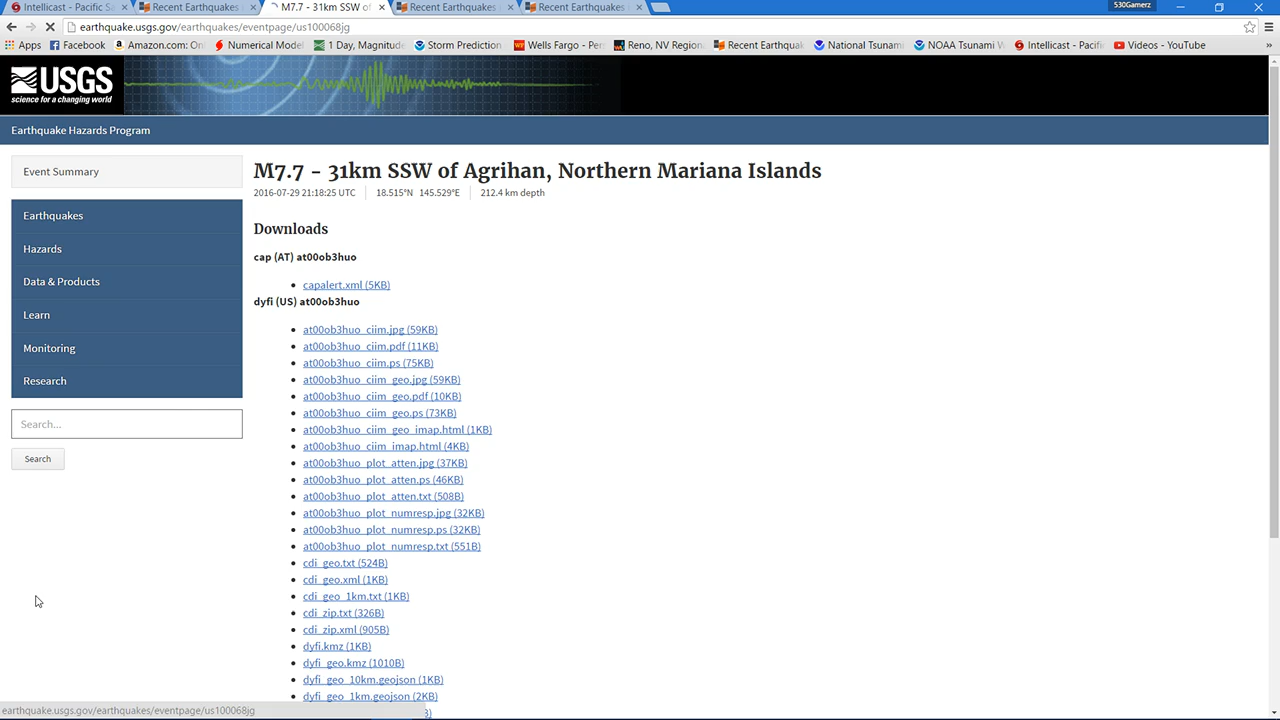 Intellicast - Pacific Sa
Recent Earthquakes
M7.7 - 31km SSW of
Recent Earthquakes
Recent Earthquakes
530Gamerz
earthquake.usgs.gov/earthquakes/eventpage/us100068jg
Apps
Facebook
Amazon.com: On
Numerical Model
1 Day, Magnitud
Storm Prediction
Wells Fargo - Per
Reno, NV Region
Recent Earthqua
National Tsunam
NOAA Tsunami W
Intellicast - Pacifi
Videos - YouTube
USGS
science for a changing world
Earthquake Hazards Program
Event Summary
Earthquakes
Hazards
Data & Products
Learn
Monitoring
Research
Search...
Search
M7.7 - 31km SSW of Agrihan, Northern Mariana Islands
2016-07-29 21:18:25 UTC 18.515°N 145.529°E 212.4 km depth
Downloads
cap (AT) at00ob3huo
capalert.xml (5KB)
dyfi (US) at00ob3huo
at00ob3huo_ciim.jpg (59KB)
at00ob3huo_ciim.pdf (11KB)
at00ob3huo_ciim.ps (75KB)
at00ob3huo_ciim_geo.jpg (59KB)
at00ob3huo_ciim_geo.pdf (10KB)
at00ob3huo_ciim_geo.ps (73KB)
at00ob3huo_ciim_geo_imap.html (1KB)
at00ob3huo_ciim_imap.html (4KB)
at00ob3huo_plot_atten.jpg (37KB)
at00ob3huo_plot_atten.ps (46KB)
at00ob3huo_plot_atten.txt (508B)
at00ob3huo_plot_numresp.jpg (32KB)
at00ob3huo_plot_numresp.ps (32KB)
at00ob3huo_plot_numresp.txt (551B)
cdi_geo.txt (524B)
cdi_geo.xml (1KB)
cdi_geo_1km.txt (1KB)
cdi_zip.txt (326B)
cdi_zip.xml (905B)
dyfi.kmz (1KB)
dyfi_geo.kmz (1010B)
dyfi_geo_10km.geojson (1KB)
dyfi_geo_1km.geojson (2KB)
earthquake.usgs.gov/earthquakes/eventpage/us100068jg